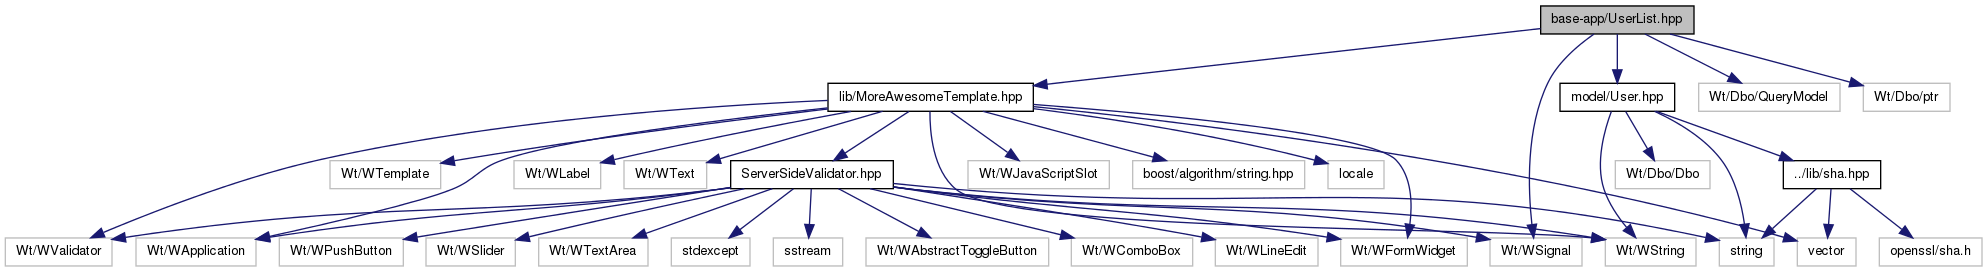 base-app/UserList.hpp
lib/MoreAwesomeTemplate.hpp
model/User.hpp
Wt/Dbo/QueryModel
Wt/Dbo/ptr
Wt/WTemplate
Wt/WLabel
Wt/WText
ServerSideValidator.hpp
Wt/WJavaScriptSlot
boost/algorithm/string.hpp
locale
Wt/Dbo/Dbo
../lib/sha.hpp
Wt/WValidator
Wt/WApplication
Wt/WPushButton
Wt/WSlider
Wt/WTextArea
stdexcept
sstream
Wt/WAbstractToggleButton
Wt/WComboBox
Wt/WLineEdit
Wt/WFormWidget
Wt/WSignal
Wt/WString
string
vector
openssl/sha.h